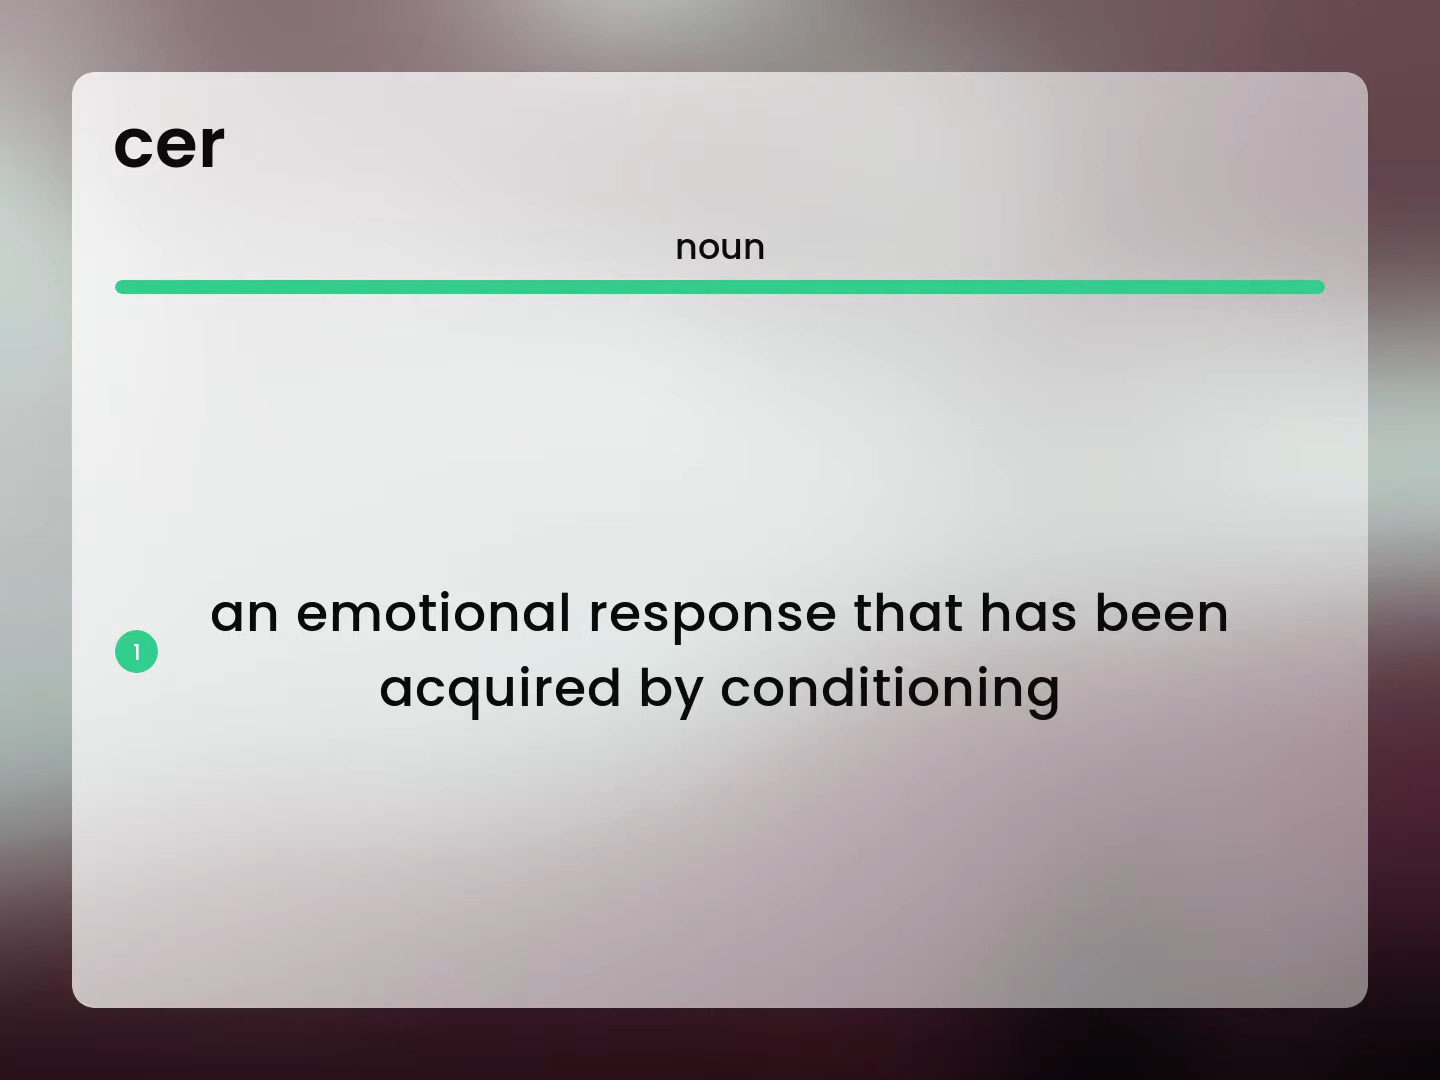 cer
noun
1
an emotional response that has been
acquired by conditioning